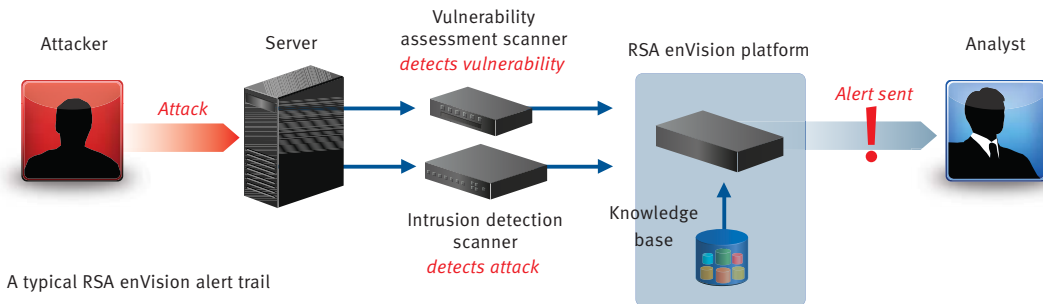 Attacker
Attack
Server
Vulnerability
assessment scanner
detects vulnerability
Intrusion detection
scanner
detects attack
RSA enVision platform
Knowledge
base
Alert sent
!
Analyst
A typical RSA enVision alert trail